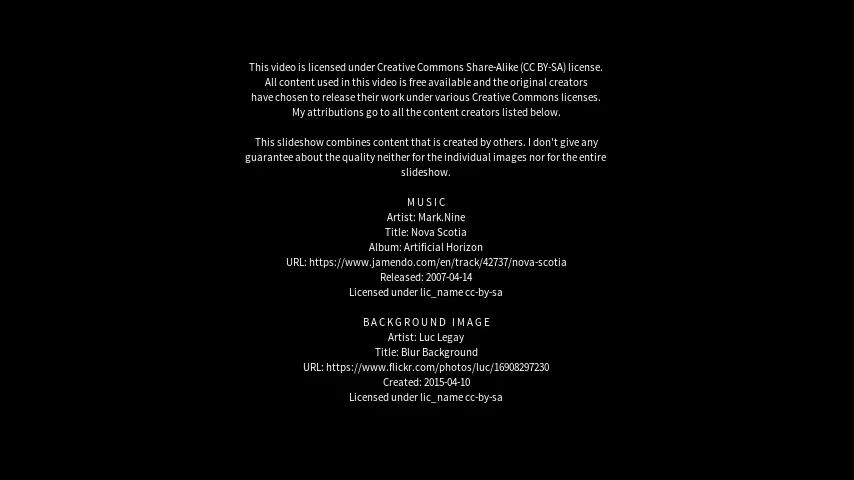 This video is licensed under Creative Commons Share-Alike (CC BY-SA) license.
All content used in this video is free available and the original creators
have chosen to release their work under various Creative Commons licenses.
My attributions go to all the content creators listed below.
This slideshow combines content that is created by others. I don't give any
guarantee about the quality neither for the individual images nor for the entire
slideshow.
M U S I C
Artist: Mark.Nine
Title: Nova Scotia
Album: Artificial Horizon
URL: https://www.jamendo.com/en/track/42737/nova-scotia
Released: 2007-04-14
Licensed under lic_name cc-by-sa
B A C K G R O U N D   I M A G E
Artist: Luc Legay
Title: Blur Background
URL: https://www.flickr.com/photos/luc/16908297230
Created: 2015-04-10
Licensed under lic_name cc-by-sa